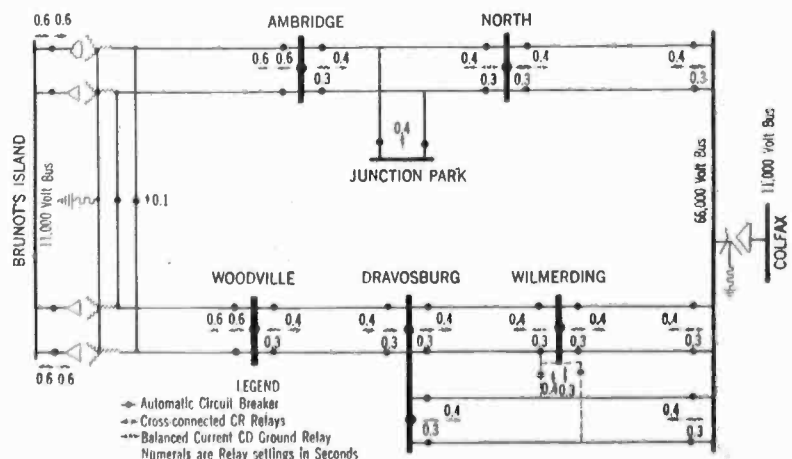 AMBRIDGE
NORTH
0.6 0.6
0.6 0.6 0.4
0.3
0.4
0.3
0.4
0.3
0.4
0.3
0.4
JUNCTION PARK
BRUNOT'S ISLAND
11,000 Volt Bus
0.1
66,000 Volt Bus
11,000 Volt Bus
COLFAX
WOODVILLE
DRAVOSBURG
WILMERDING
0.6 0.6
0.4
0.3
0.4
0.3
0.4
0.3
0.4
0.3
0.4
0.3
0.4
0.3
0.6 0.6
0.4
0.3
0.4
0.3
0.4
0.3
LEGEND
Automatic Circuit Breaker
Cross-connected CR Relays
Balanced Current CD Ground Relay
Numerals are Relay settings in Seconds